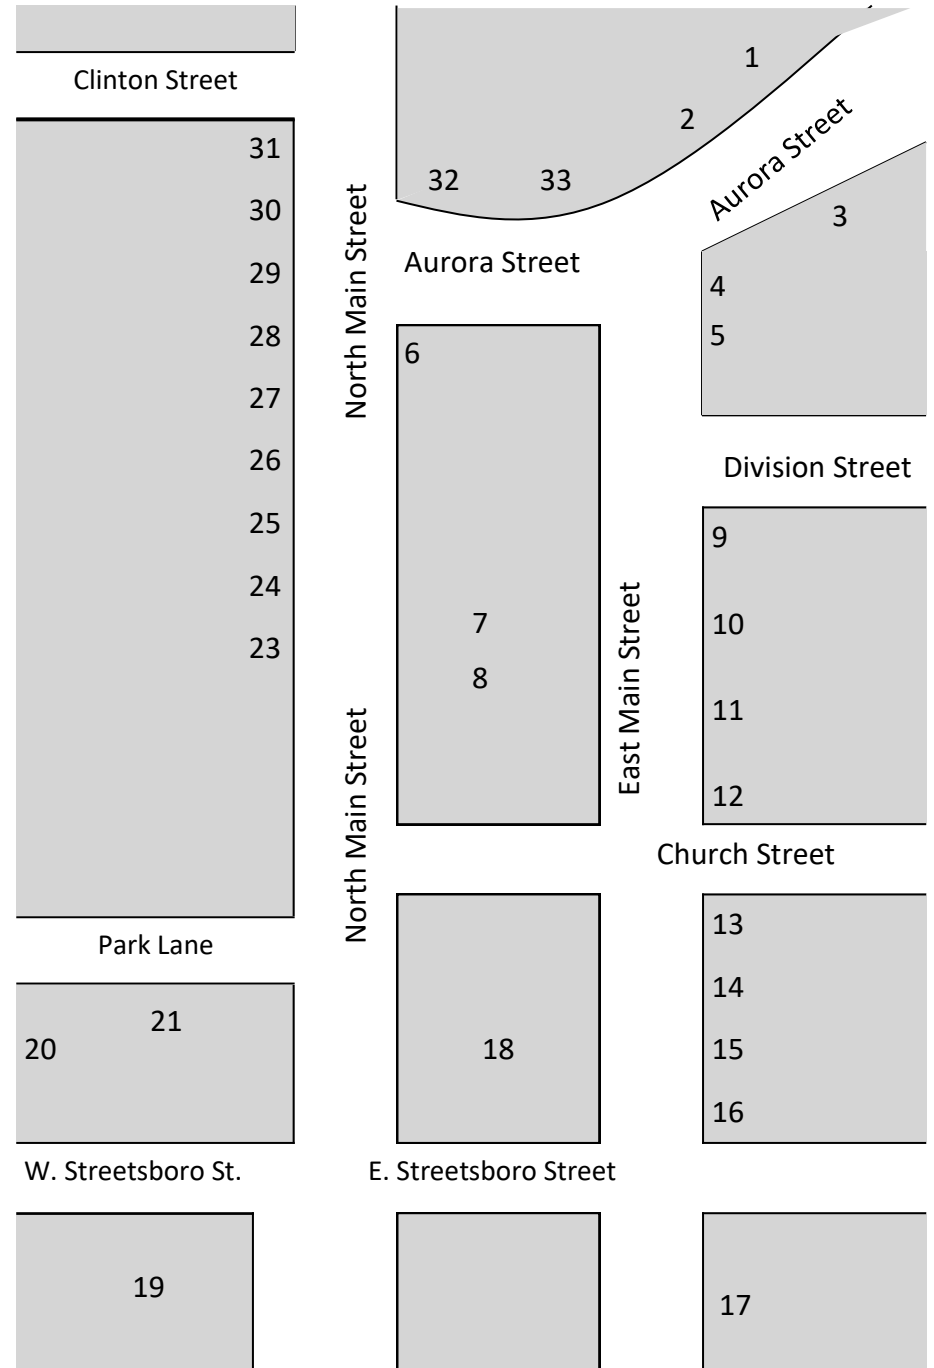 Clinton Street
1
2
Aurora Street
31
32
33
3
30
North Main Street
Aurora Street
29
4
28
5
6
27
26
Division Street
25
9
24
7
10
23
8
East Main Street
11
12
North Main Street
Church Street
13
Park Lane
14
21
20
18
15
16
W. Streetsboro St.
E. Streetsboro Street
19
17